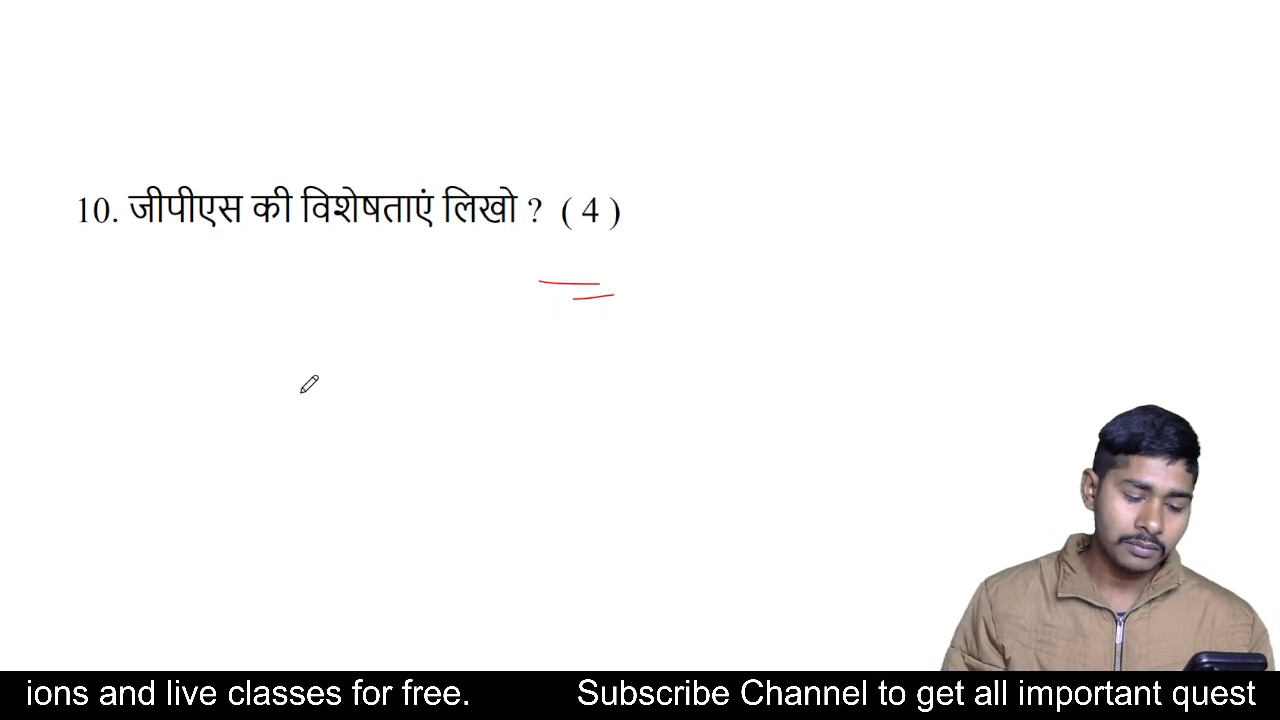 10. जीपीएस की विशेषताएं लिखो ? ( 4 )
ions and live classes for free. Subscribe Channel to get all important quest